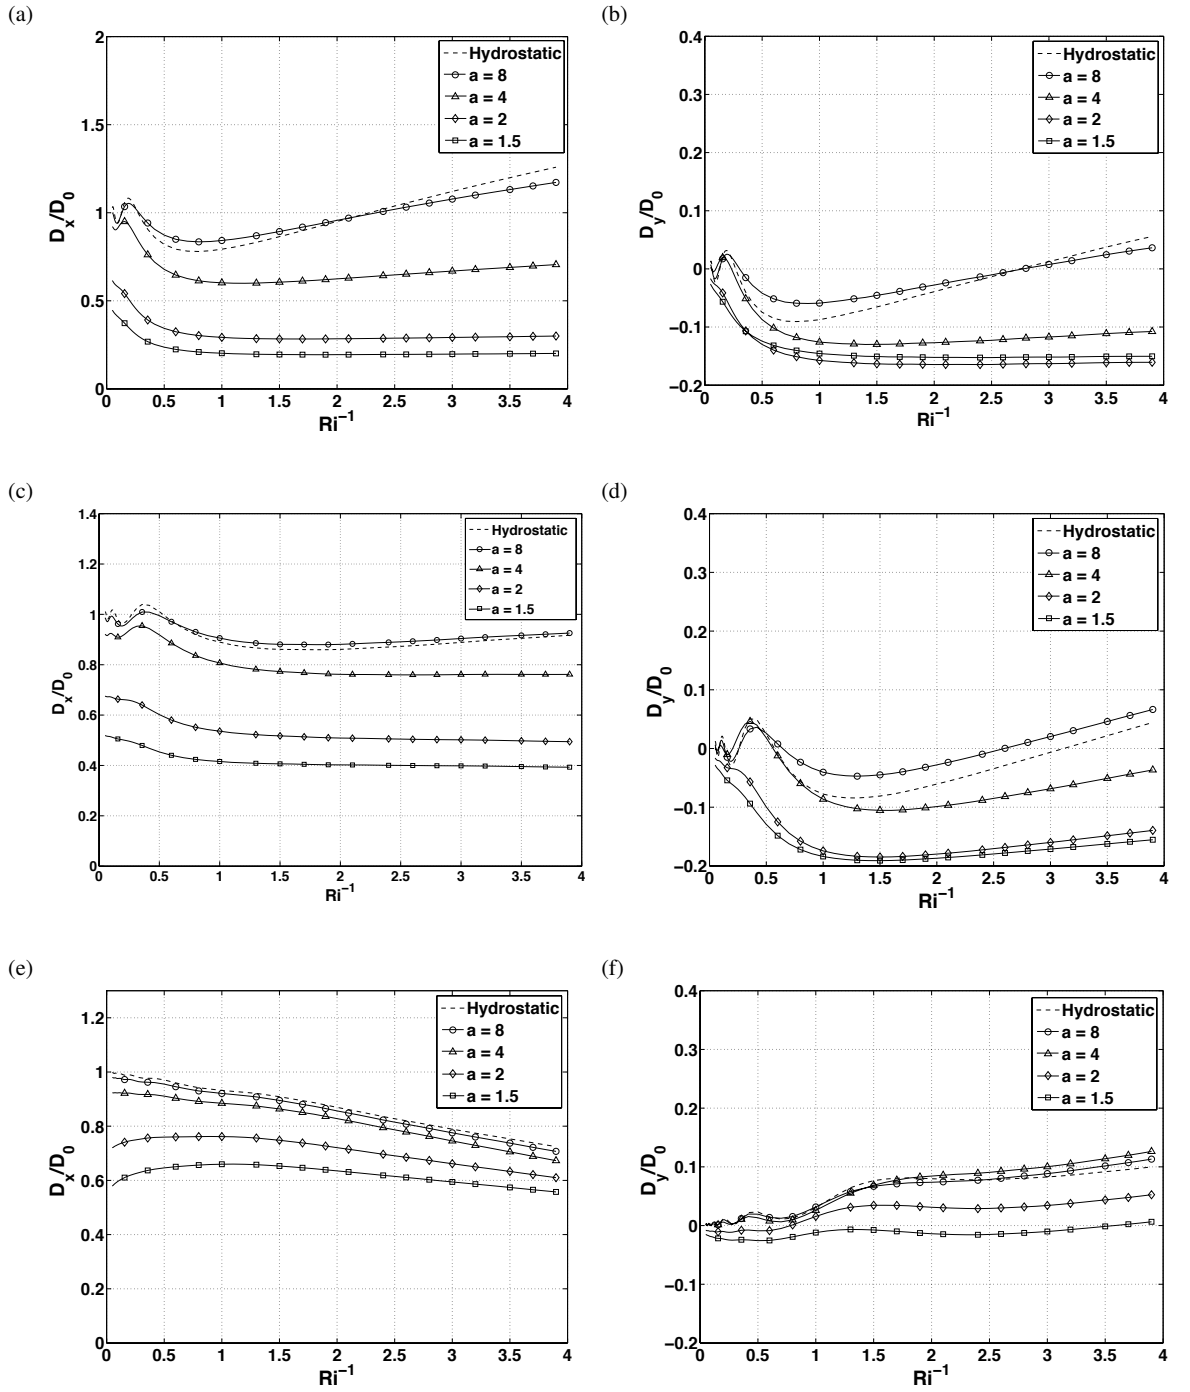 (a)
2
1.5
1
0.5
0
D_x/D_0
0 0.5 1 1.5 2 2.5 3 3.5 4
Ri^{-1}
Hydrostatic
a = 8
a = 4
a = 2
a = 1.5
(b)
0.4
0.3
0.2
0.1
0
−0.1
−0.2
D_y/D_0
0 0.5 1 1.5 2 2.5 3 3.5 4
Ri^{-1}
Hydrostatic
a = 8
a = 4
a = 2
a = 1.5
(c)
1.4
1.2
1
0.8
0.6
0.4
0.2
0
D_x/D_0
0 0.5 1 1.5 2 2.5 3 3.5 4
Ri^{-1}
Hydrostatic
a = 8
a = 4
a = 2
a = 1.5
(d)
0.4
0.3
0.2
0.1
0
−0.1
−0.2
D_y/D_0
0 0.5 1 1.5 2 2.5 3 3.5 4
Ri^{-1}
Hydrostatic
a = 8
a = 4
a = 2
a = 1.5
(e)
1.2
1
0.8
0.6
0.4
0.2
0
D_x/D_0
0 0.5 1 1.5 2 2.5 3 3.5 4
Ri^{-1}
Hydrostatic
a = 8
a = 4
a = 2
a = 1.5
(f)
0.4
0.3
0.2
0.1
0
−0.1
−0.2
D_y/D_0
0 0.5 1 1.5 2 2.5 3 3.5 4
Ri^{-1}
Hydrostatic
a = 8
a = 4
a = 2
a = 1.5